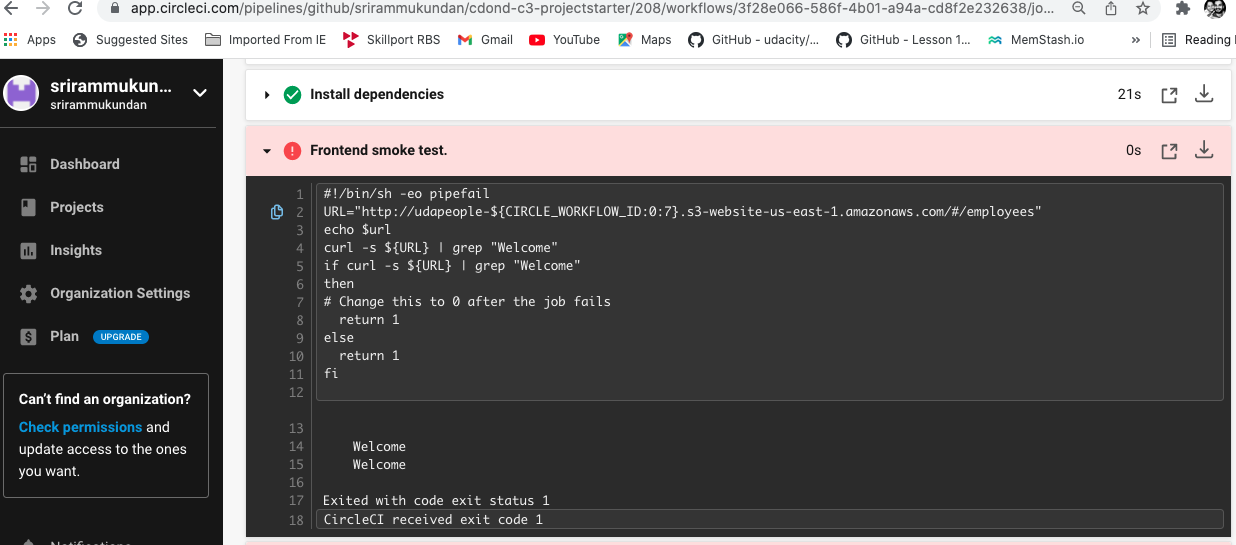 app.circleci.com/pipelines/github/srirammukundan/cdond-c3-projectstarter/208/workflows/3f28e066-586f-4b01-a94a-cd8f2e232638/jo...
Apps Suggested Sites Imported From IE Skillport RBS Gmail YouTube Maps GitHub - udacity/... GitHub - Lesson 1... MemStash.io » Reading
srirammukun...
srirammukundan
Dashboard
Projects
Insights
Organization Settings
Plan UPGRADE
Can't find an organization?
Check permissions and
update access to the ones
you want.
Notifications
Install dependencies 21s
Frontend smoke test. 0s
1 #!/bin/sh -eo pipefail
2 URL="http://udapeople-${CIRCLE_WORKFLOW_ID:0:7}.s3-website-us-east-1.amazonaws.com/#/employees"
3 echo $url
4 curl -s ${URL} | grep "Welcome"
5 if curl -s ${URL} | grep "Welcome"
6 then
7 # Change this to 0 after the job fails
8 return 1
9 else
10 return 1
11 fi
12
13
14 Welcome
15 Welcome
16
17 Exited with code exit status 1
18 CircleCI received exit code 1